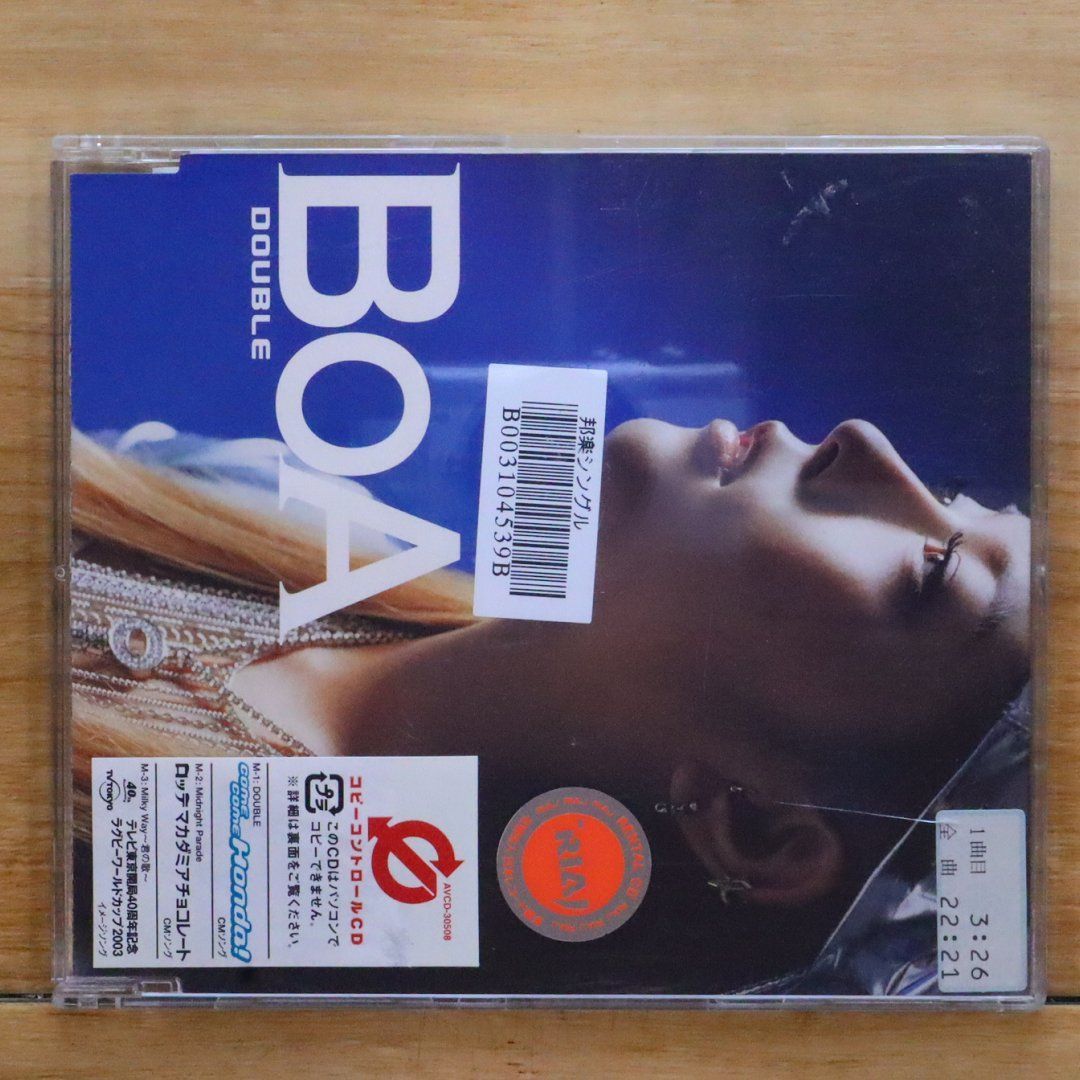 BOA
DOUBLE
邦楽シングル
B003104539B
1曲目 3:26
全 曲 22:21
RIAJ
AVCD-30508
コピーコントロールCD
このCDはパソコンで
コピーできません。
※詳細は裏面をご覧ください。
M-1: DOUBLE
COME COME Honda!
CMソング
M-2: Midnight Parade
ロッテ マカダミアチョコレート
CMソング
M-3: Milky Way〜君の歌〜
40th
TV TOKYO
テレビ東京開局40周年記念
ラグビーワールドカップ2003
イメージソング